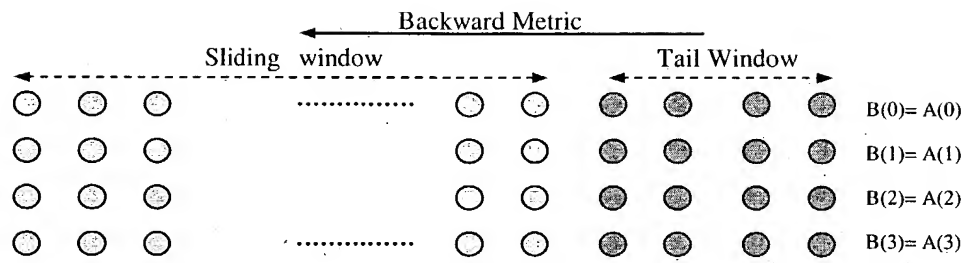 Backward Metric
Sliding window
Tail Window
B(0)= A(0)
B(1)= A(1)
B(2)= A(2)
B(3)= A(3)